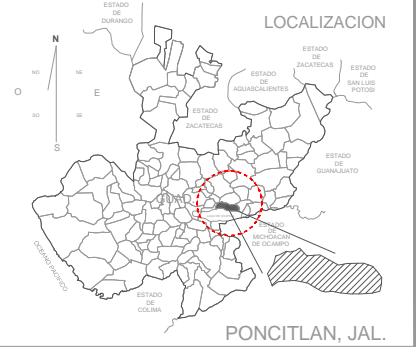 LOCALIZACION
ESTADO
DE
DURANGO
N
NO
NE
O
E
SO
SE
S
ESTADO
DE
ZACATECAS
ESTADO
DE
SAN LUIS
POTOSI
ESTADO
DE
AGUASCALIENTES
ESTADO
DE
ZACATECAS
ESTADO
DE
GUANAJUATO
GUAD.
ESTADO
DE
MICHOACAN
DE OCAMPO
OCEANO PACIFICO
ESTADO
DE
COLIMA
PONCITLAN, JAL.